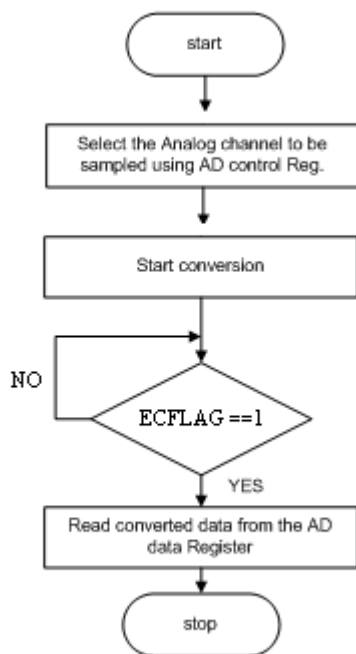 start
Select the Analog channel to be
sampled using AD control Reg.
Start conversion
NO
ECFLAG ==1
YES
Read converted data from the AD
data Register
stop